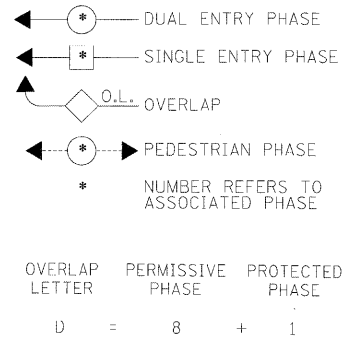 * DUAL ENTRY PHASE
* SINGLE ENTRY PHASE
O.L. OVERLAP
* PEDESTRIAN PHASE
* NUMBER REFERS TO
ASSOCIATED PHASE
OVERLAP PERMISSIVE PROTECTED
LETTER PHASE PHASE
D = 8 + 1